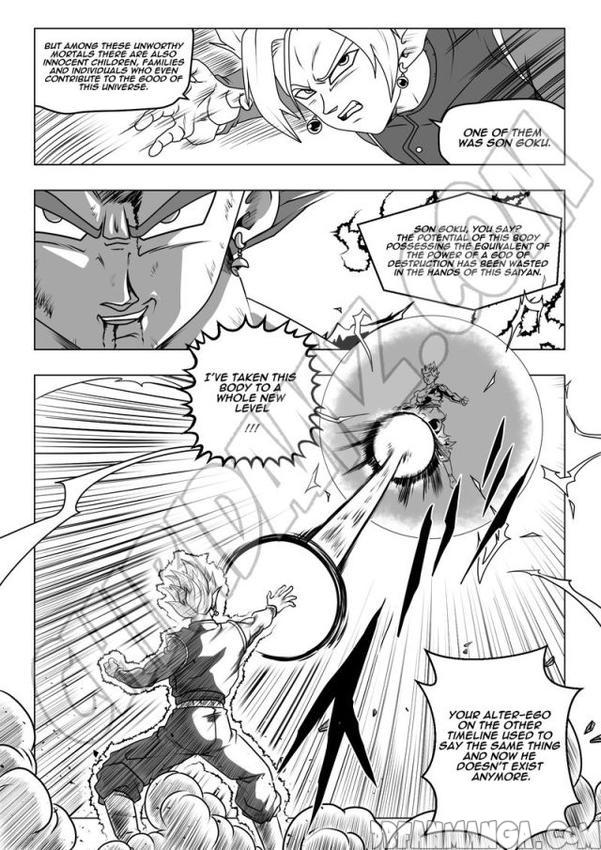 BUT AMONG THESE UNWORTHY
MORTALS THERE ARE ALSO
INNOCENT CHILDREN, FAMILIES
AND INDIVIDUALS WHO EVEN
CONTRIBUTE TO THE GOOD OF
THIS UNIVERSE.
ONE OF THEM
WAS SON GOKU.
SON GOKU, YOU SAY?
THE POTENTIAL OF THIS BODY
POSSESSING THE EQUIVALENT OF
THE POWER OF A GOD OF
DESTRUCTION HAS BEEN WASTED
IN THE HANDS OF THIS SAIYAN.
I'VE TAKEN THIS
BODY TO A
WHOLE NEW
LEVEL
!!!
YOUR ALTER-EGO
ON THE OTHER
TIMELINE USED TO
SAY THE SAME THING
AND NOW HE
DOESN'T EXIST
ANYMORE.
DBFANMANGA.COM